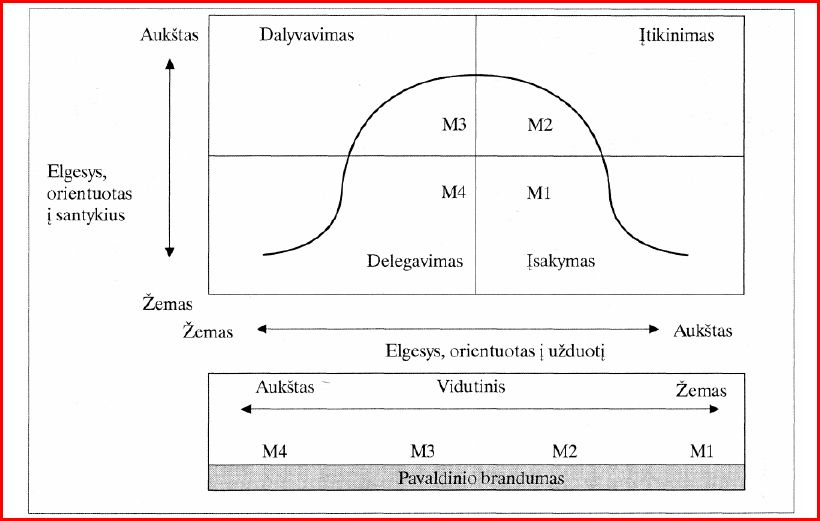 Aukštas
Dalyvavimas
Įtikinimas
M3
M2
Elgesys,
orientuotas
į santykius
M4
M1
Delegavimas
Įsakymas
Žemas
Žemas
Aukštas
Elgesys, orientuotas į užduotį
Aukštas
Vidutinis
Žemas
M4
M3
M2
M1
Pavaldinio brandumas